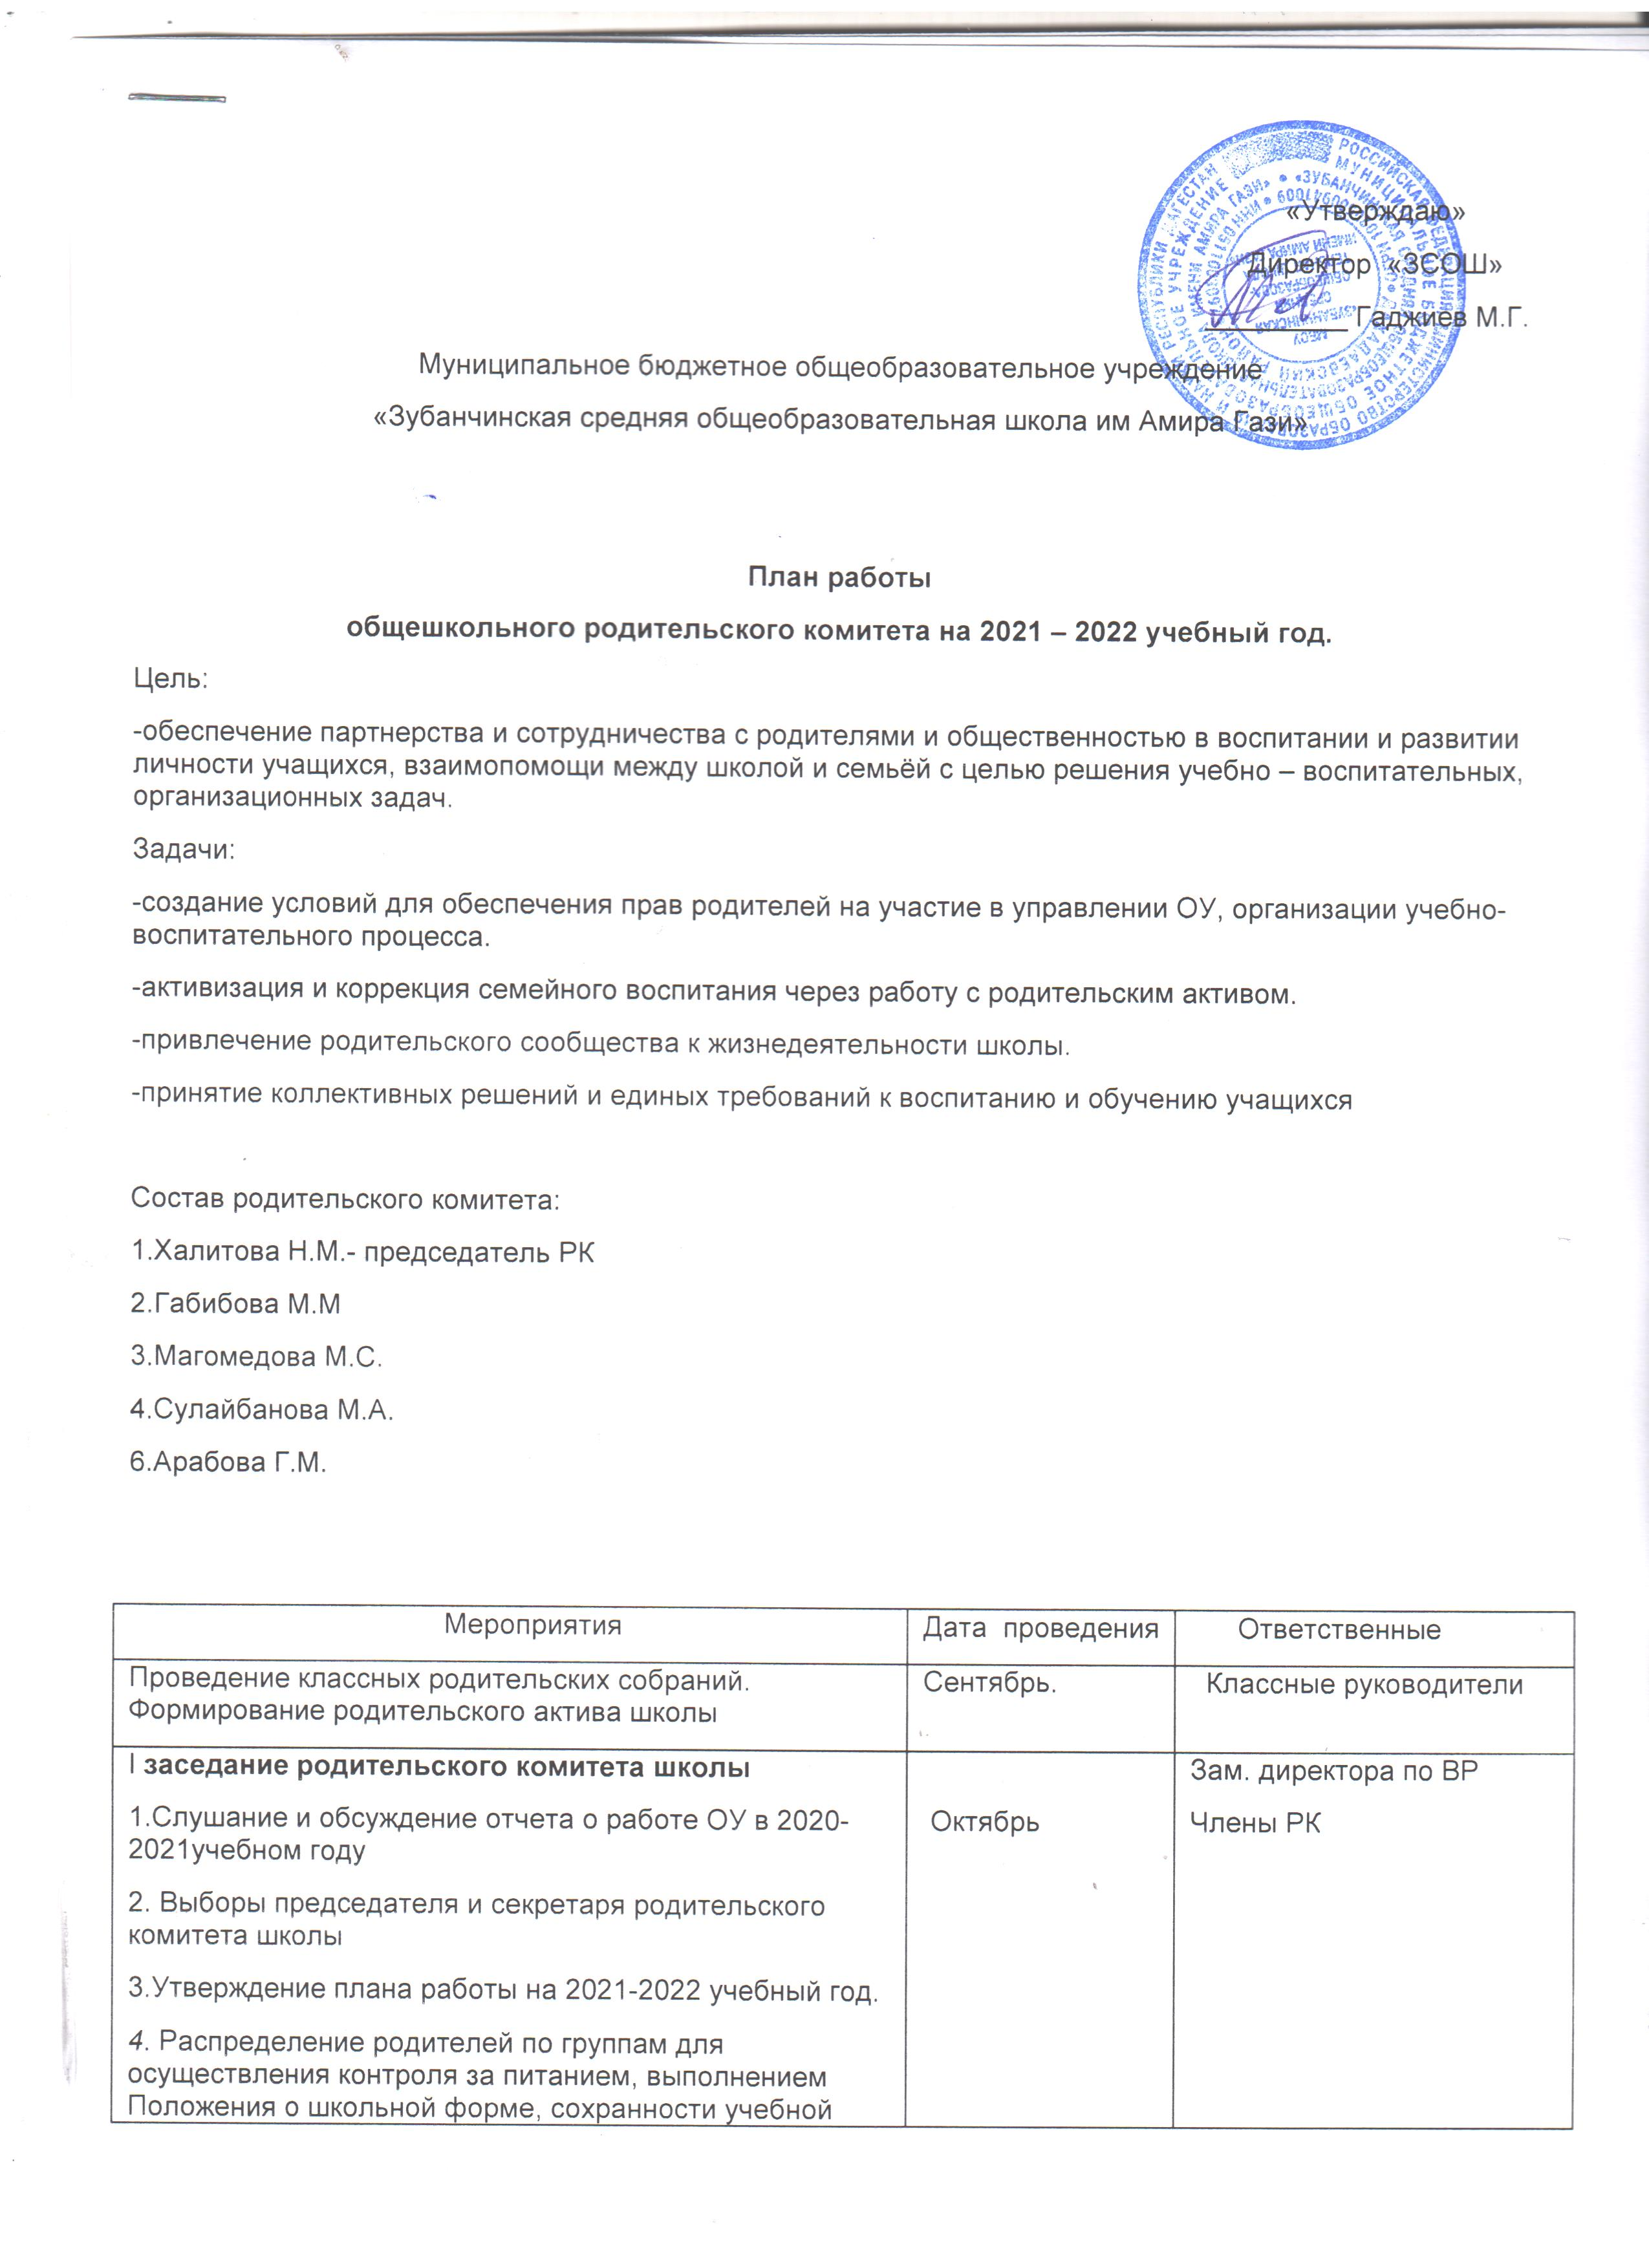 «Утверждаю»
Директор «ЗСОШ»
__________ Гаджиев М.Г.
Муниципальное бюджетное общеобразовательное учреждение
«Зубанчинская средняя общеобразовательная школа им Амира Гази»
План работы
общешкольного родительского комитета на 2021 – 2022 учебный год.
Цель:
-обеспечение партнерства и сотрудничества с родителями и общественностью в воспитании и развитии
личности учащихся, взаимопомощи между школой и семьёй с целью решения учебно – воспитательных,
организационных задач.
Задачи:
-создание условий для обеспечения прав родителей на участие в управлении ОУ, организации учебно-
воспитательного процесса.
-активизация и коррекция семейного воспитания через работу с родительским активом.
-привлечение родительского сообщества к жизнедеятельности школы.
-принятие коллективных решений и единых требований к воспитанию и обучению учащихся
Состав родительского комитета:
1.Халитова Н.М.- председатель РК
2.Габибова М.М
3.Магомедова М.С.
4.Сулайбанова М.А.
6.Арабова Г.М.
Мероприятия
Дата проведения
Ответственные
Проведение классных родительских собраний.
Формирование родительского актива школы
Сентябрь.
Классные руководители
I заседание родительского комитета школы
1.Слушание и обсуждение отчета о работе ОУ в 2020-
2021учебном году
2. Выборы председателя и секретаря родительского
комитета школы
3.Утверждение плана работы на 2021-2022 учебный год.
4. Распределение родителей по группам для
осуществления контроля за питанием, выполнением
Положения о школьной форме, сохранности учебной
Октябрь
Зам. директора по ВР
Члены РК